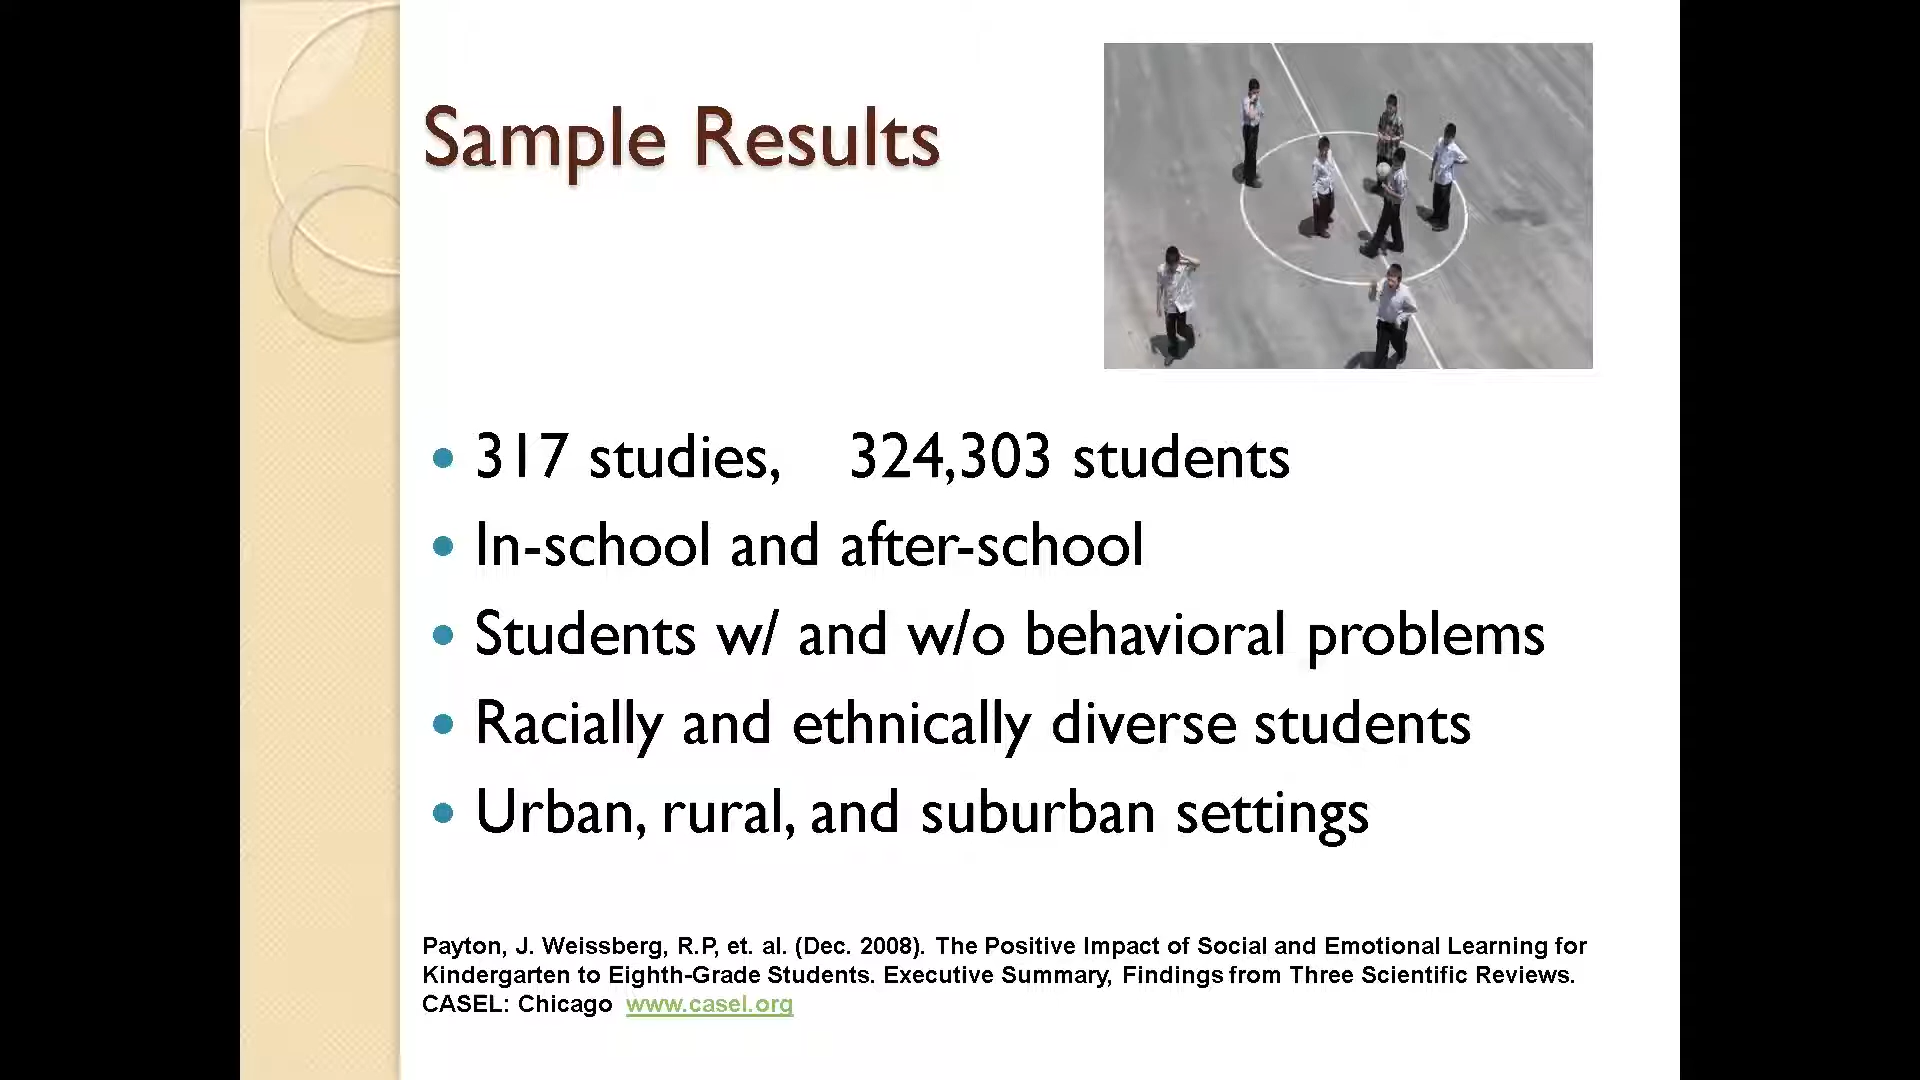 Sample Results
• 317 studies, 324,303 students
• In-school and after-school
• Students w/ and w/o behavioral problems
• Racially and ethnically diverse students
• Urban, rural, and suburban settings
Payton, J. Weissberg, R.P, et. al. (Dec. 2008). The Positive Impact of Social and Emotional Learning for
Kindergarten to Eighth-Grade Students. Executive Summary, Findings from Three Scientific Reviews.
CASEL: Chicago www.casel.org